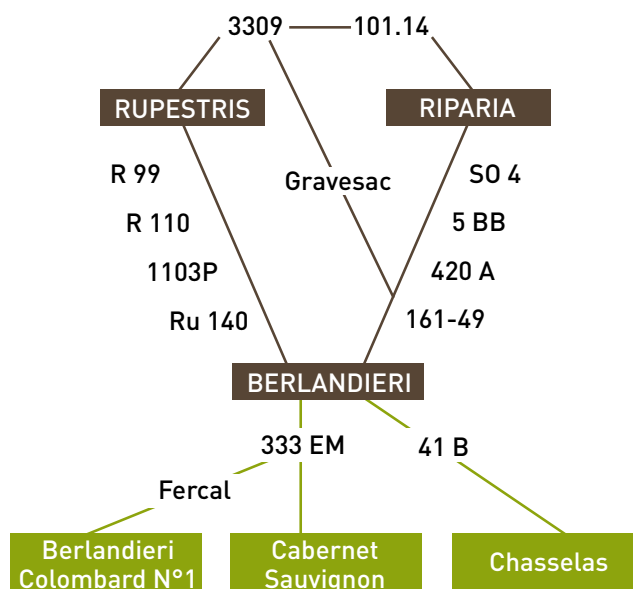 3309 101.14
RUPESTRIS RIPARIA
R 99 Gravesac SO 4
R 110 5 BB
1103P 420 A
Ru 140 161-49
BERLANDIERI
333 EM 41 B
Fercal
Berlandieri
Colombard N°1
Cabernet
Sauvignon
Chasselas